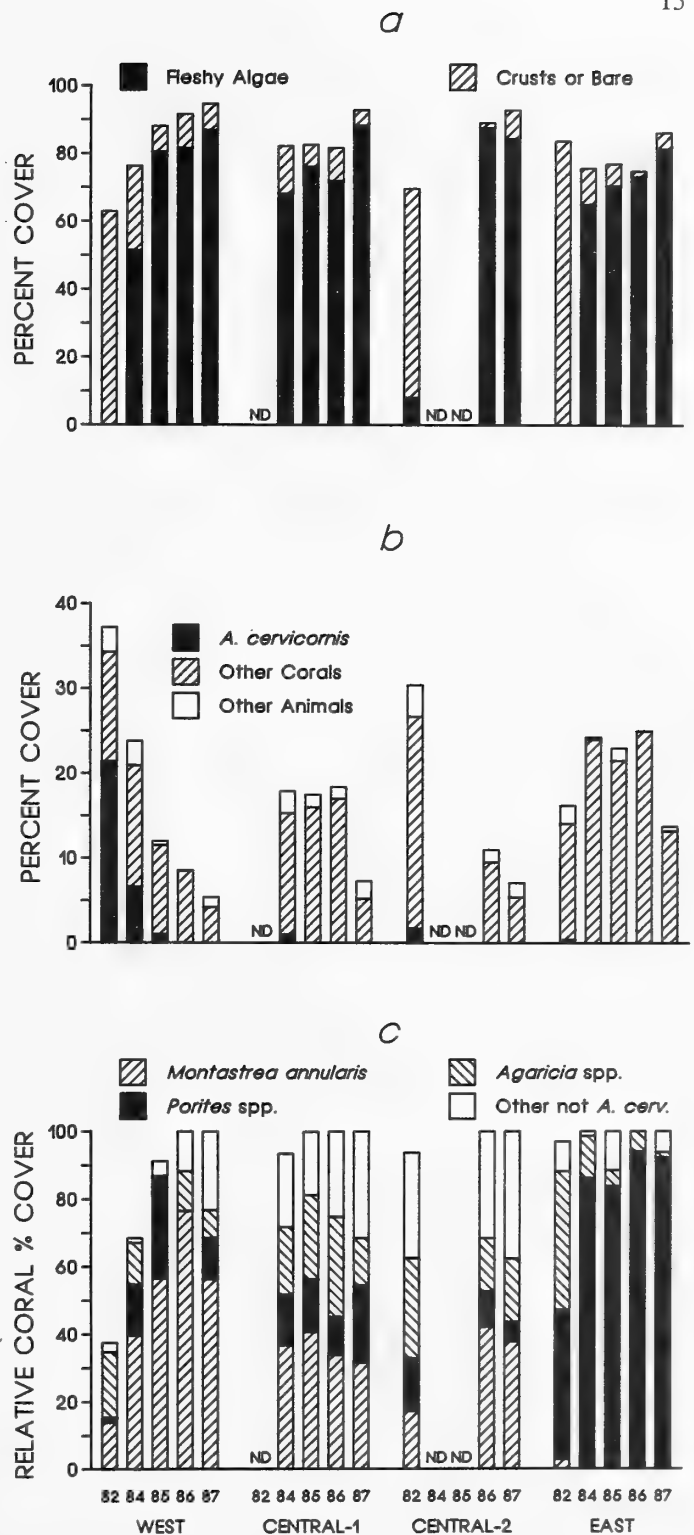 15
a
Fleshy Algae Crusts or Bare
PERCENT COVER
100
80
60
40
20
0
ND ND ND
b
A. cervicornis
Other Corals
Other Animals
PERCENT COVER
40
30
20
10
0
ND ND ND
c
Montastrea annularis Agaricia spp.
Porites spp. Other not A. cerv.
RELATIVE CORAL % COVER
100
80
60
40
20
0
ND ND ND
82 84 85 86 87 82 84 85 86 87 82 84 85 86 87 82 84 85 86 87
WEST CENTRAL-1 CENTRAL-2 EAST